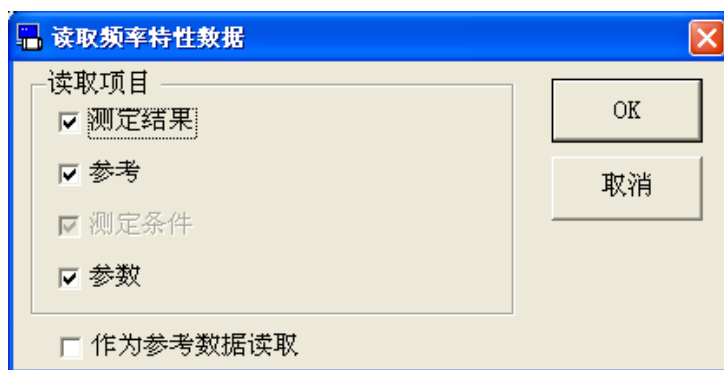 读取频率特性数据
读取项目
测定结果
OK
参考
取消
测定条件
参数
作为参考数据读取